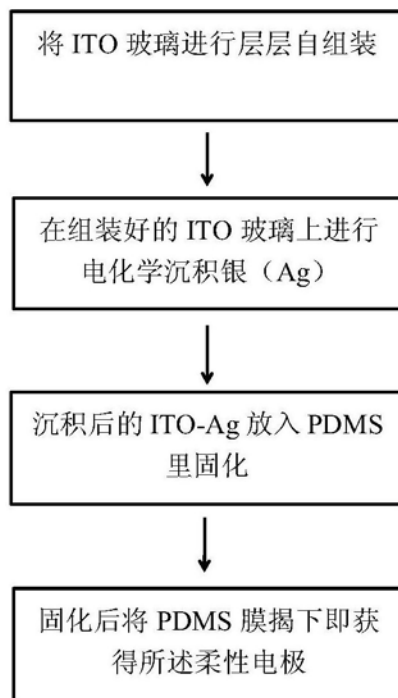 将 ITO 玻璃进行层层自组装
在组装好的 ITO 玻璃上进行
电化学沉积银（Ag）
沉积后的 ITO-Ag 放入 PDMS
里固化
固化后将 PDMS 膜揭下即获
得所述柔性电极